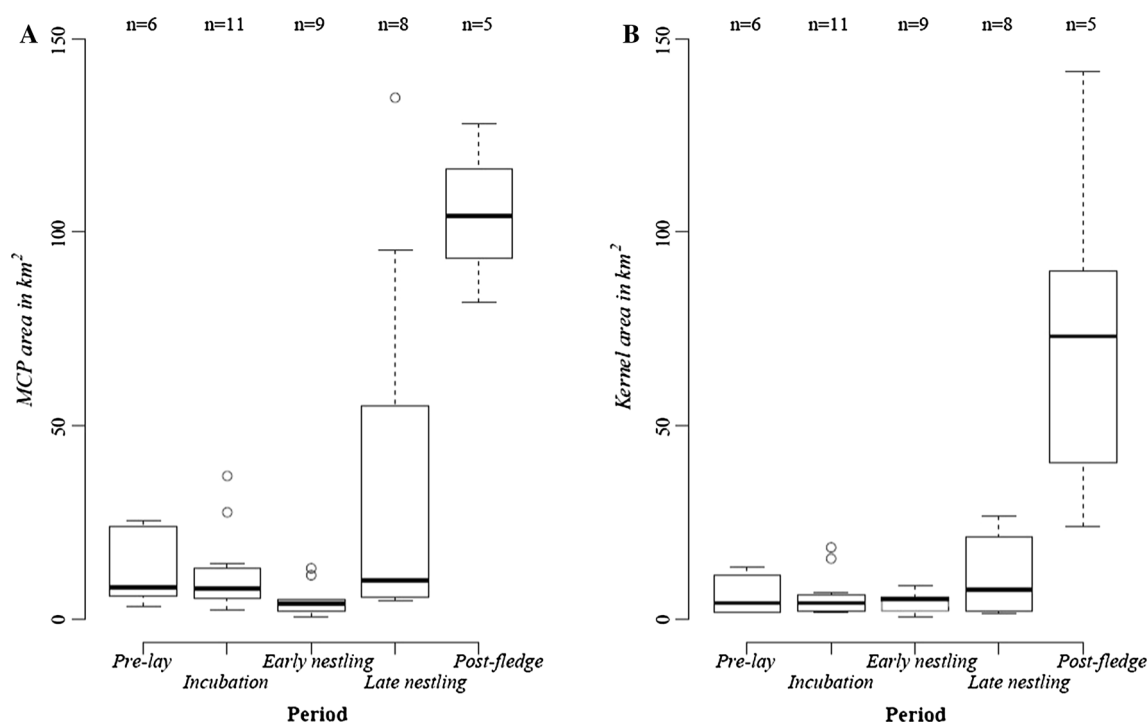 A
n=6 n=11 n=9 n=8 n=5
150
100
50
0
MCP area in km²
Pre-lay Early nestling Post-fledge
Incubation Late nestling
Period
B
n=6 n=11 n=9 n=8 n=5
150
100
50
0
Kernel area in km²
Pre-lay Early nestling Post-fledge
Incubation Late nestling
Period